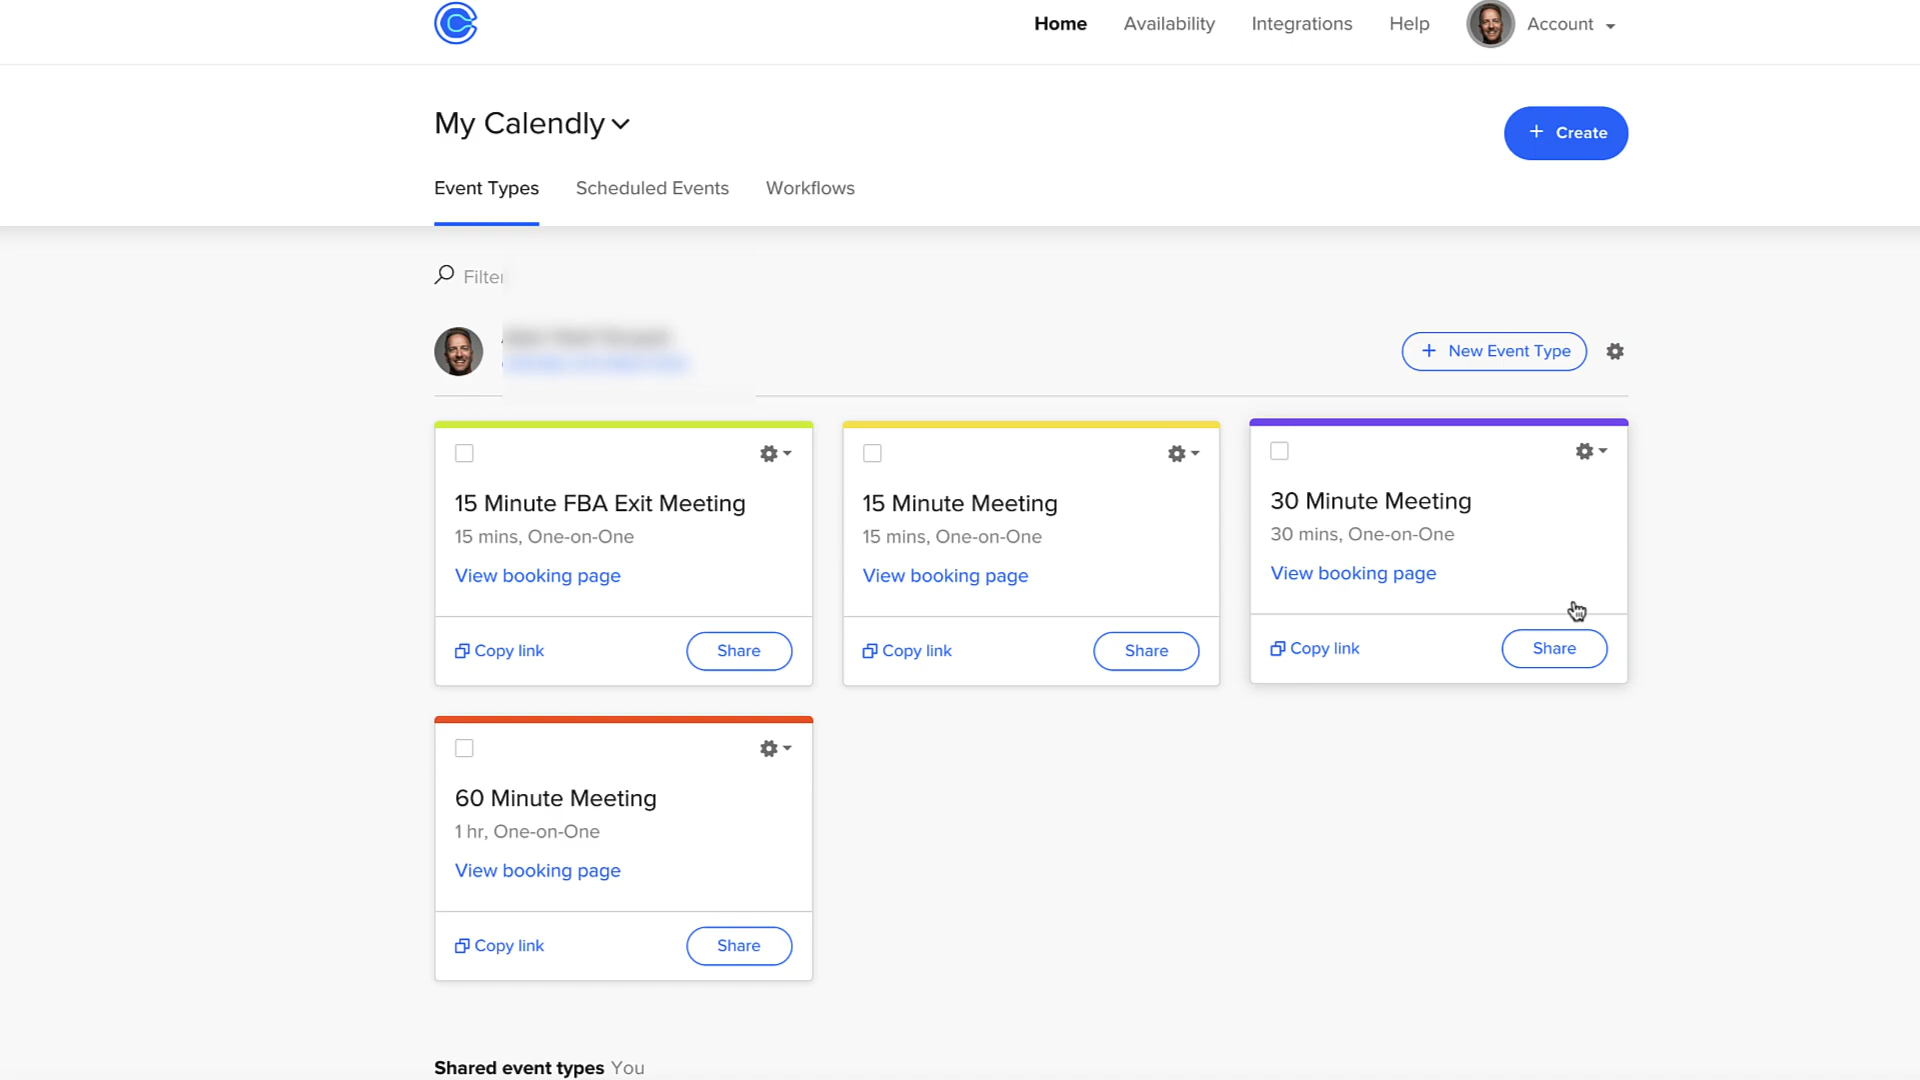 Home Availability Integrations Help Account
My Calendly
+ Create
Event Types Scheduled Events Workflows
Filter
+ New Event Type
15 Minute FBA Exit Meeting
15 mins, One-on-One
View booking page
Copy link Share
15 Minute Meeting
15 mins, One-on-One
View booking page
Copy link Share
30 Minute Meeting
30 mins, One-on-One
View booking page
Copy link Share
60 Minute Meeting
1 hr, One-on-One
View booking page
Copy link Share
Shared event types You